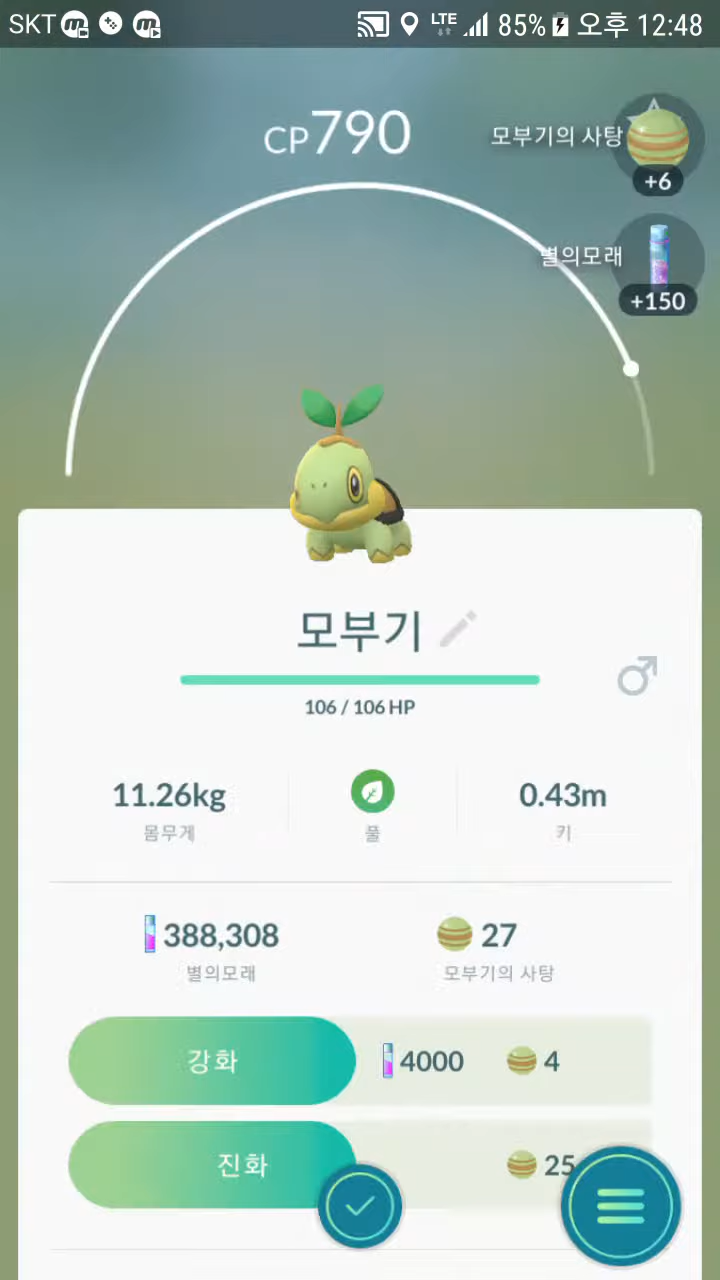 SKT LTE 85% 오후 12:48
CP790
모부기의 사탕
+6
별의모래
+150
모부기
106 / 106 HP
11.26kg
몸무게
풀
0.43m
키
388,308
별의모래
27
모부기의 사탕
강화 4000 4
진화 25